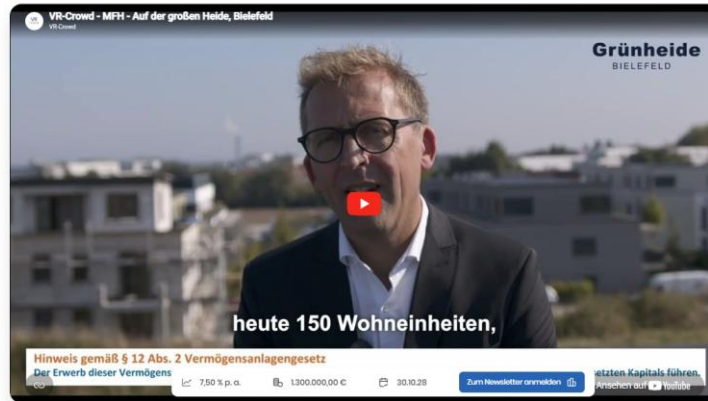 VR-Crowd - MFH - Auf der großen Heide, Bielefeld
VR-Crowd
Grünheide
BIELEFELD
heute 150 Wohneinheiten,
Hinweis gemäß § 12 Abs. 2 Vermögensanlagengesetz
Der Erwerb dieser Vermögens
setzten Kapitals führen.
7,50 % p. a.
1.300.000,00 €
30.10.28
Zum Newsletter anmelden
Ansehen auf YouTube